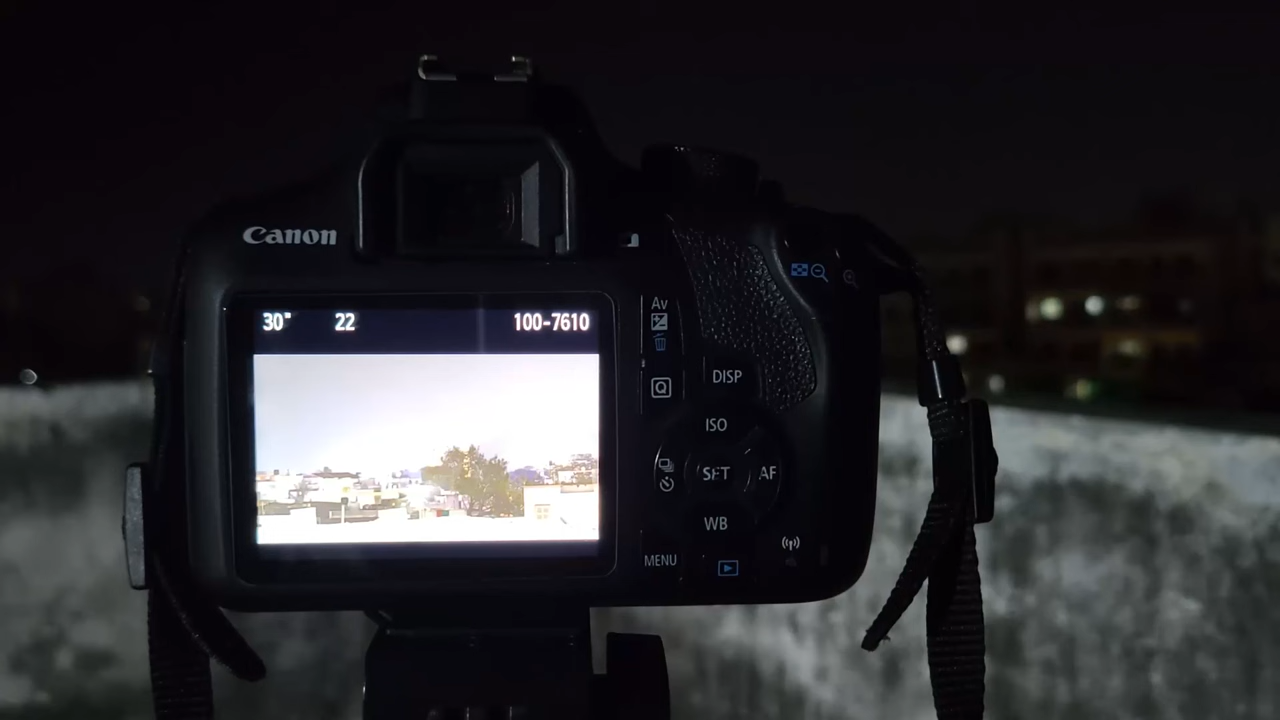 Canon
30" 22 100-7610
Av
Q
DISP
ISO
SET AF
WB
MENU